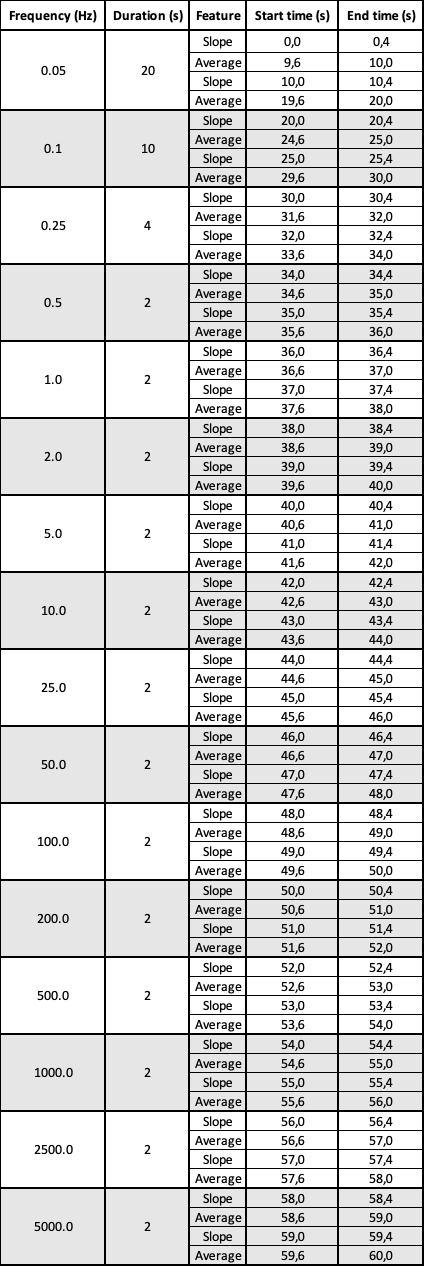 Frequency (Hz) Duration (s) Feature Start time (s) End time (s)
0.05 20 Slope 0,0 0,4
Average 9,6 10,0
Slope 10,0 10,4
Average 19,6 20,0
0.1 10 Slope 20,0 20,4
Average 24,6 25,0
Slope 25,0 25,4
Average 29,6 30,0
0.25 4 Slope 30,0 30,4
Average 31,6 32,0
Slope 32,0 32,4
Average 33,6 34,0
0.5 2 Slope 34,0 34,4
Average 34,6 35,0
Slope 35,0 35,4
Average 35,6 36,0
1.0 2 Slope 36,0 36,4
Average 36,6 37,0
Slope 37,0 37,4
Average 37,6 38,0
2.0 2 Slope 38,0 38,4
Average 38,6 39,0
Slope 39,0 39,4
Average 39,6 40,0
5.0 2 Slope 40,0 40,4
Average 40,6 41,0
Slope 41,0 41,4
Average 41,6 42,0
10.0 2 Slope 42,0 42,4
Average 42,6 43,0
Slope 43,0 43,4
Average 43,6 44,0
25.0 2 Slope 44,0 44,4
Average 44,6 45,0
Slope 45,0 45,4
Average 45,6 46,0
50.0 2 Slope 46,0 46,4
Average 46,6 47,0
Slope 47,0 47,4
Average 47,6 48,0
100.0 2 Slope 48,0 48,4
Average 48,6 49,0
Slope 49,0 49,4
Average 49,6 50,0
200.0 2 Slope 50,0 50,4
Average 50,6 51,0
Slope 51,0 51,4
Average 51,6 52,0
500.0 2 Slope 52,0 52,4
Average 52,6 53,0
Slope 53,0 53,4
Average 53,6 54,0
1000.0 2 Slope 54,0 54,4
Average 54,6 55,0
Slope 55,0 55,4
Average 55,6 56,0
2500.0 2 Slope 56,0 56,4
Average 56,6 57,0
Slope 57,0 57,4
Average 57,6 58,0
5000.0 2 Slope 58,0 58,4
Average 58,6 59,0
Slope 59,0 59,4
Average 59,6 60,0